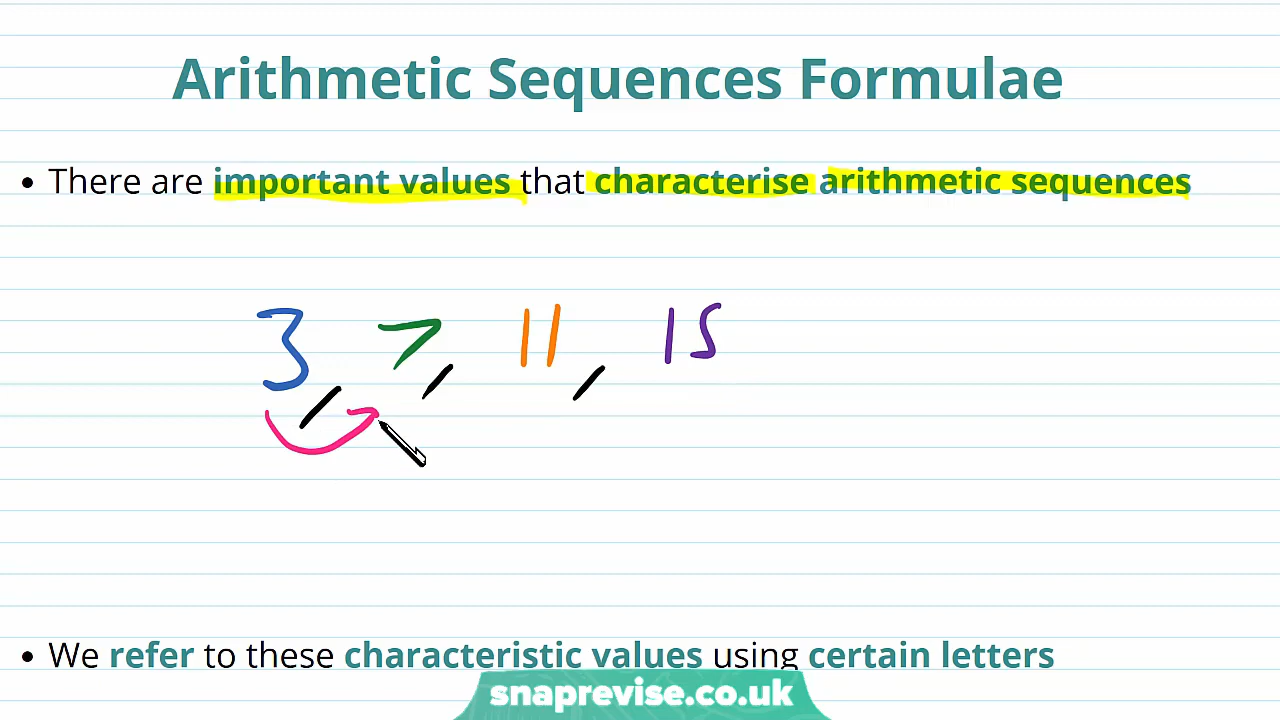 Arithmetic Sequences Formulae
• There are important values that characterise arithmetic sequences
3, 7, 11, 15
• We refer to these characteristic values using certain letters
snaprevise.co.uk